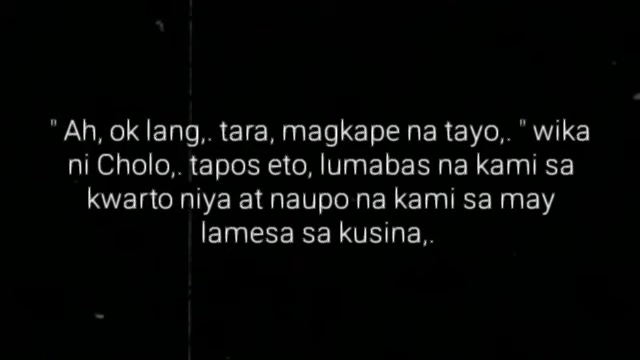 " Ah, ok lang,. tara, magkape na tayo,. " wika
ni Cholo,. tapos eto, lumabas na kami sa
kwarto niya at naupo na kami sa may
lamesa sa kusina,.